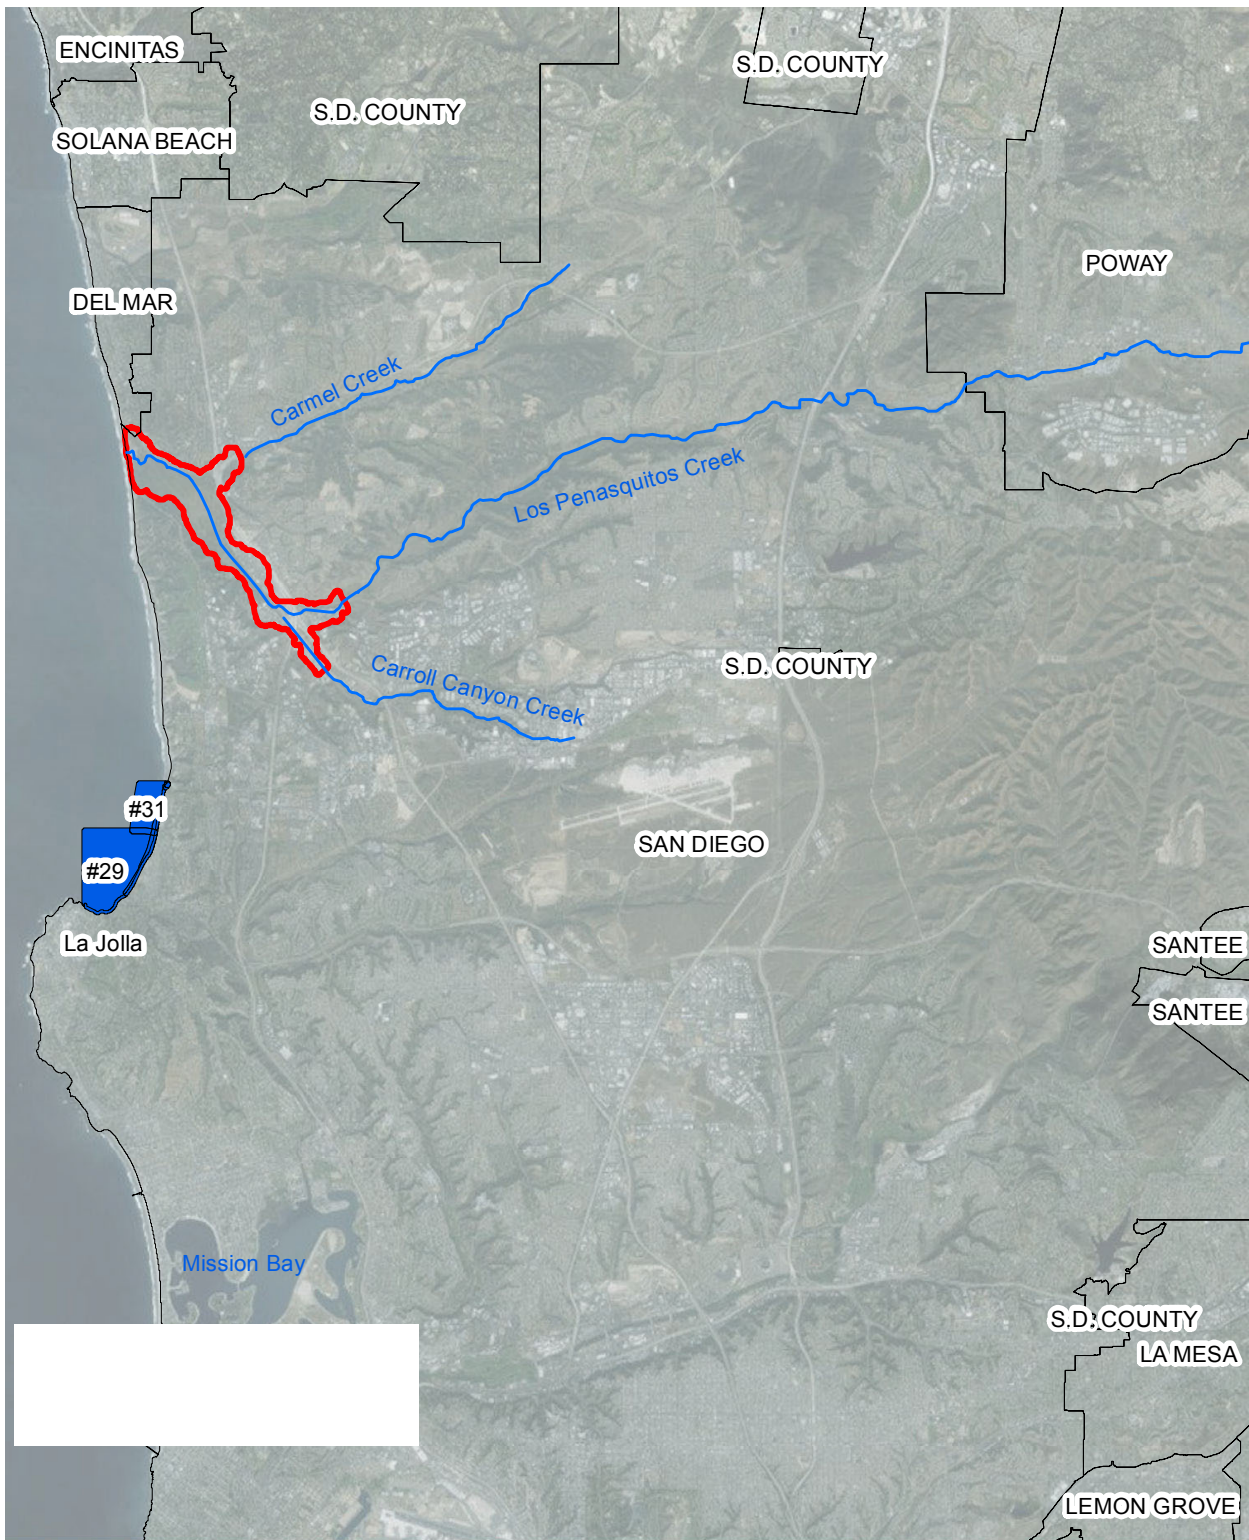 ENCINITAS
S.D. COUNTY
S.D. COUNTY
SOLANA BEACH
POWAY
DEL MAR
Carmel Creek
Los Penasquitos Creek
Carroll Canyon Creek
S.D. COUNTY
#31
SAN DIEGO
#29
La Jolla
SANTEE
SANTEE
Mission Bay
S.D. COUNTY
LA MESA
LEMON GROVE